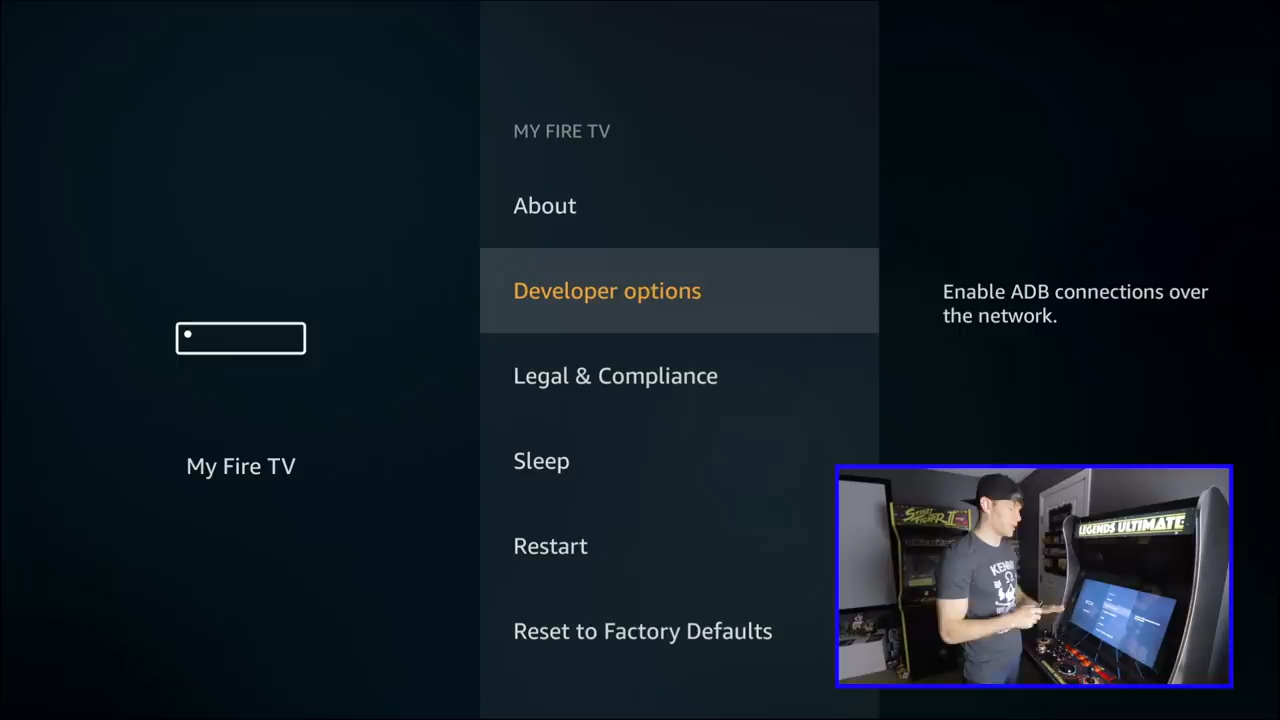 MY FIRE TV
About
Developer options
Enable ADB connections over
the network.
Legal & Compliance
My Fire TV
Sleep
Restart
Reset to Factory Defaults
STREET FIGHTER II
LEGENDS ULTIMATE